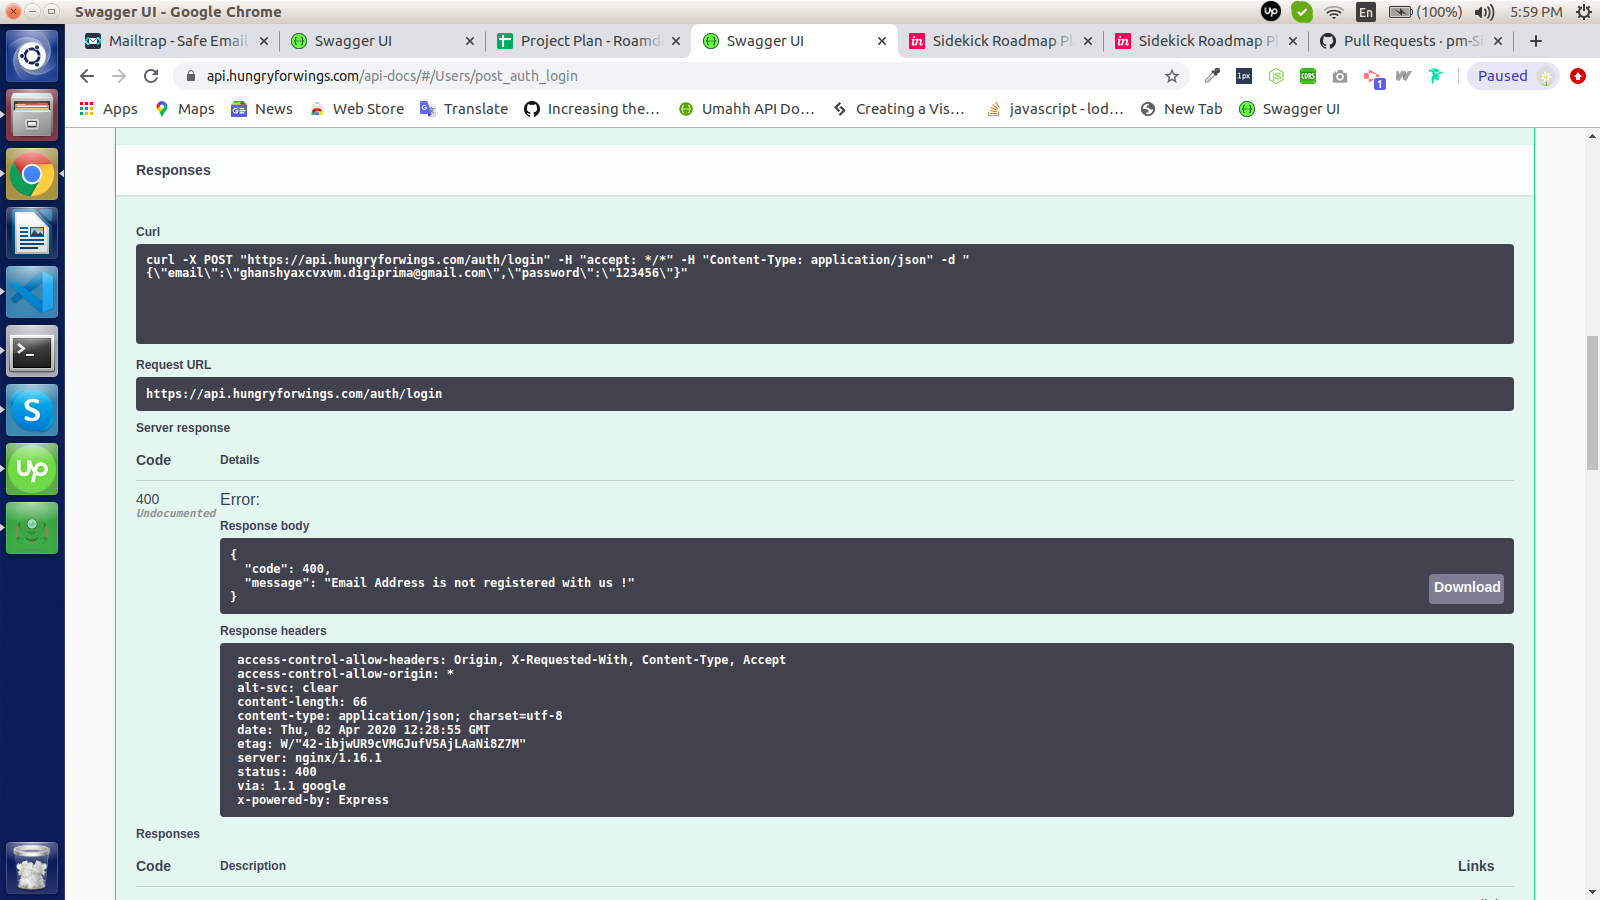 Swagger UI - Google Chrome
up
En
(100%)
5:59 PM
Mailtrap - Safe Email
Swagger UI
Project Plan - Roamd
Swagger UI
Sidekick Roadmap Pl
Sidekick Roadmap Pl
Pull Requests · pm-Si
api.hungryforwings.com/api-docs/#/Users/post_auth_login
1px
CORS
1
Paused
Apps
Maps
News
Web Store
Translate
Increasing the...
Umahh API Do...
Creating a Vis...
javascript - lod...
New Tab
Swagger UI
Responses
Curl
curl -X POST "https://api.hungryforwings.com/auth/login" -H "accept: */*" -H "Content-Type: application/json" -d "
{\"email\":\"ghanshyaxcvxvm.digiprima@gmail.com\",\"password\":\"123456\"}"
Request URL
https://api.hungryforwings.com/auth/login
Server response
Code Details
400 Error:
Undocumented
Response body
{
"code": 400,
"message": "Email Address is not registered with us !"
}
Download
Response headers
access-control-allow-headers: Origin, X-Requested-With, Content-Type, Accept
access-control-allow-origin: *
alt-svc: clear
content-length: 66
content-type: application/json; charset=utf-8
date: Thu, 02 Apr 2020 12:28:55 GMT
etag: W/"42-ibjwUR9cVMGJufV5AjLAaNi8Z7M"
server: nginx/1.16.1
status: 400
via: 1.1 google
x-powered-by: Express
Responses
Code Description Links